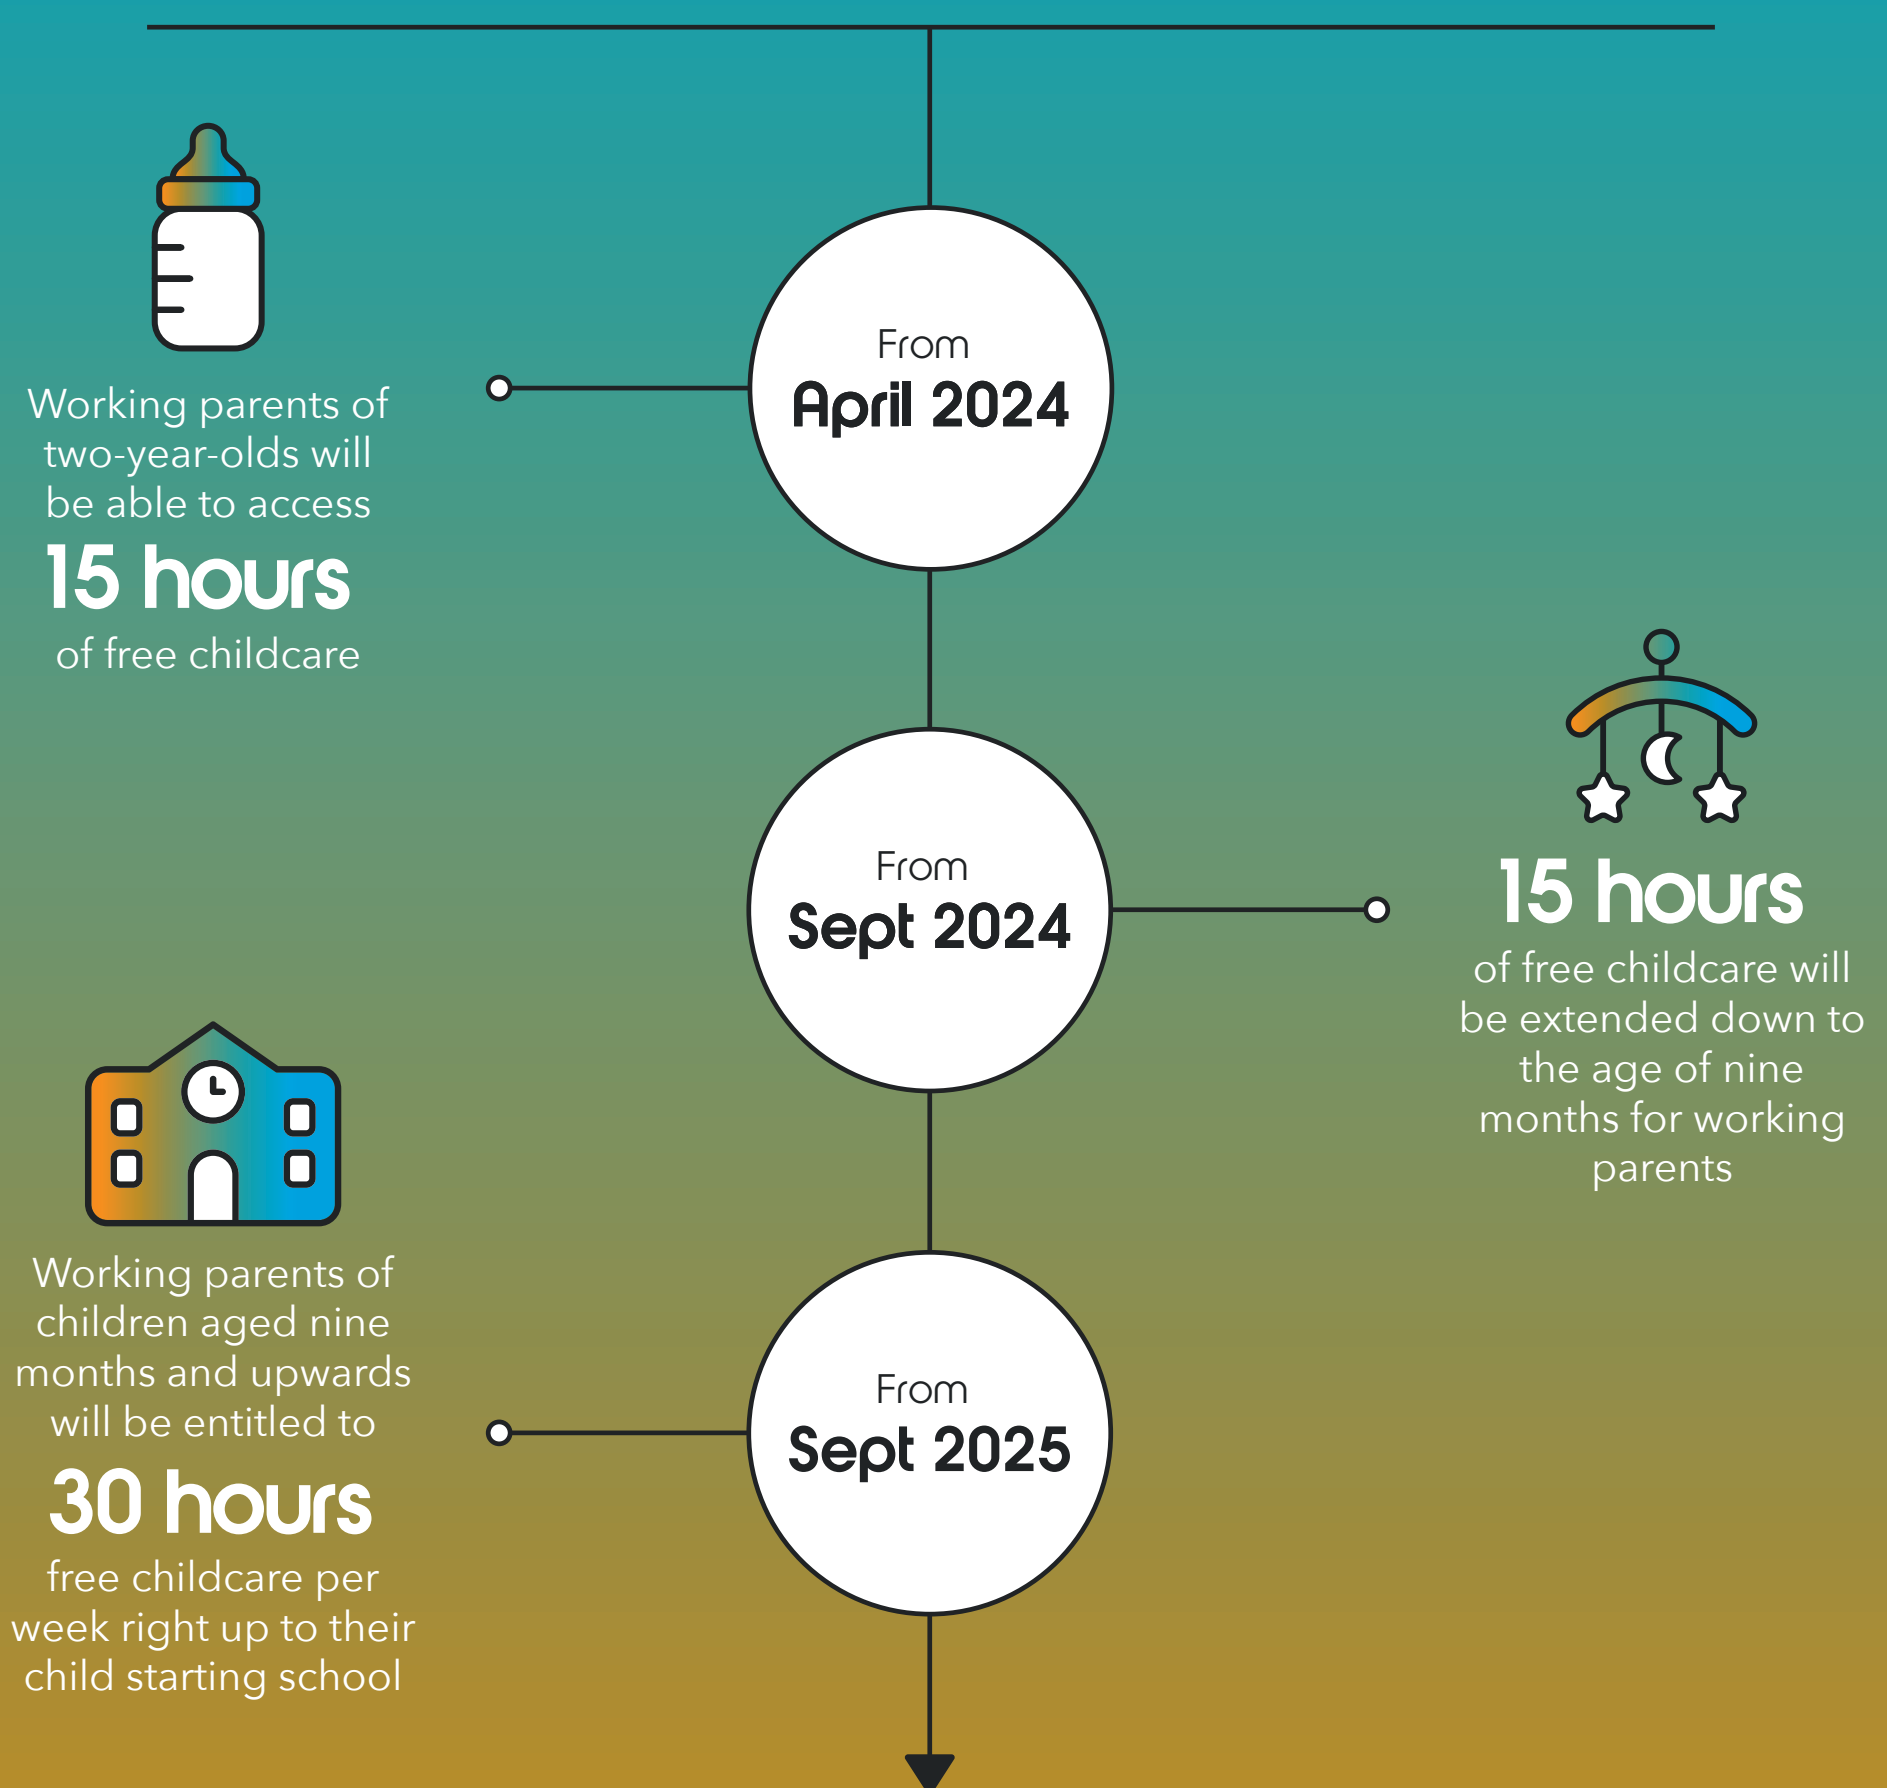 From
April 2024
Working parents of
two-year-olds will
be able to access
15 hours
of free childcare
From
Sept 2024
15 hours
of free childcare will
be extended down to
the age of nine
months for working
parents
From
Sept 2025
Working parents of
children aged nine
months and upwards
will be entitled to
30 hours
free childcare per
week right up to their
child starting school